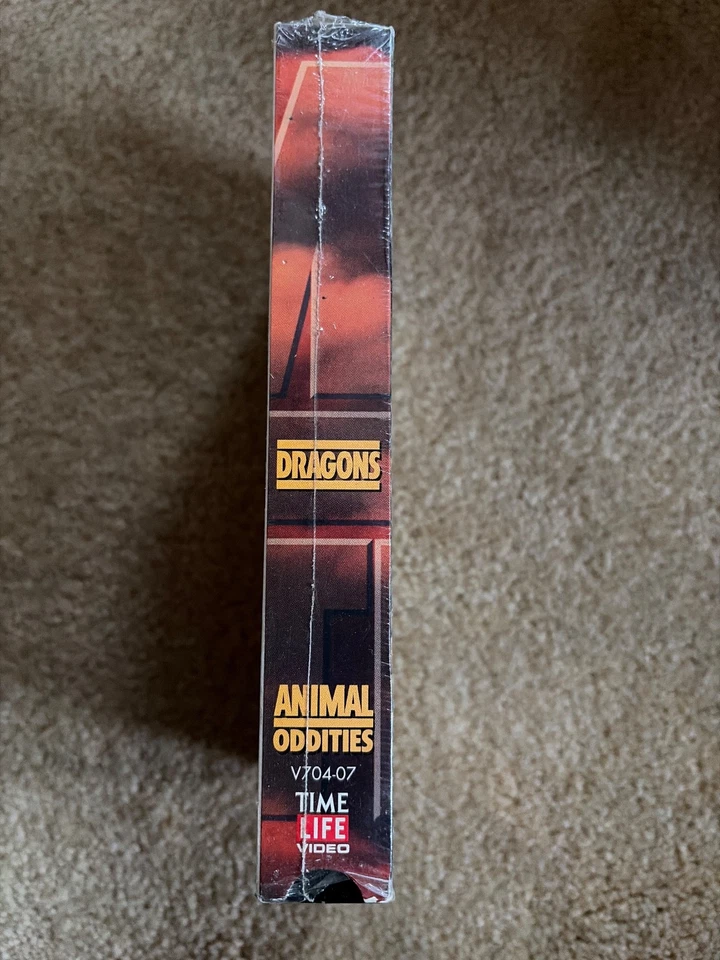 DRAGONS
ANIMAL
ODDITIES
V704-07
TIME
LIFE
VIDEO